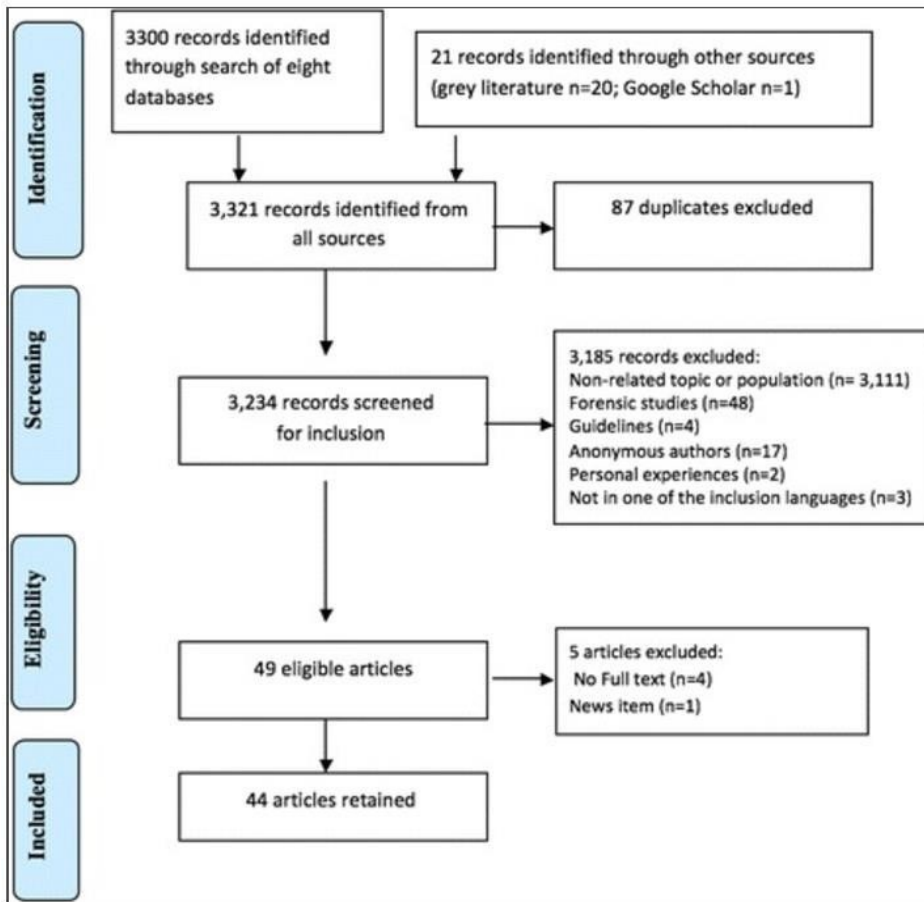 Identification
3300 records identified
through search of eight
databases
21 records identified through other sources
(grey literature n=20; Google Scholar n=1)
3,321 records identified from
all sources
87 duplicates excluded
Screening
3,234 records screened
for inclusion
3,185 records excluded:
Non-related topic or population (n= 3,111)
Forensic studies (n=48)
Guidelines (n=4)
Anonymous authors (n=17)
Personal experiences (n=2)
Not in one of the inclusion languages (n=3)
Eligibility
49 eligible articles
5 articles excluded:
No Full text (n=4)
News item (n=1)
Included
44 articles retained